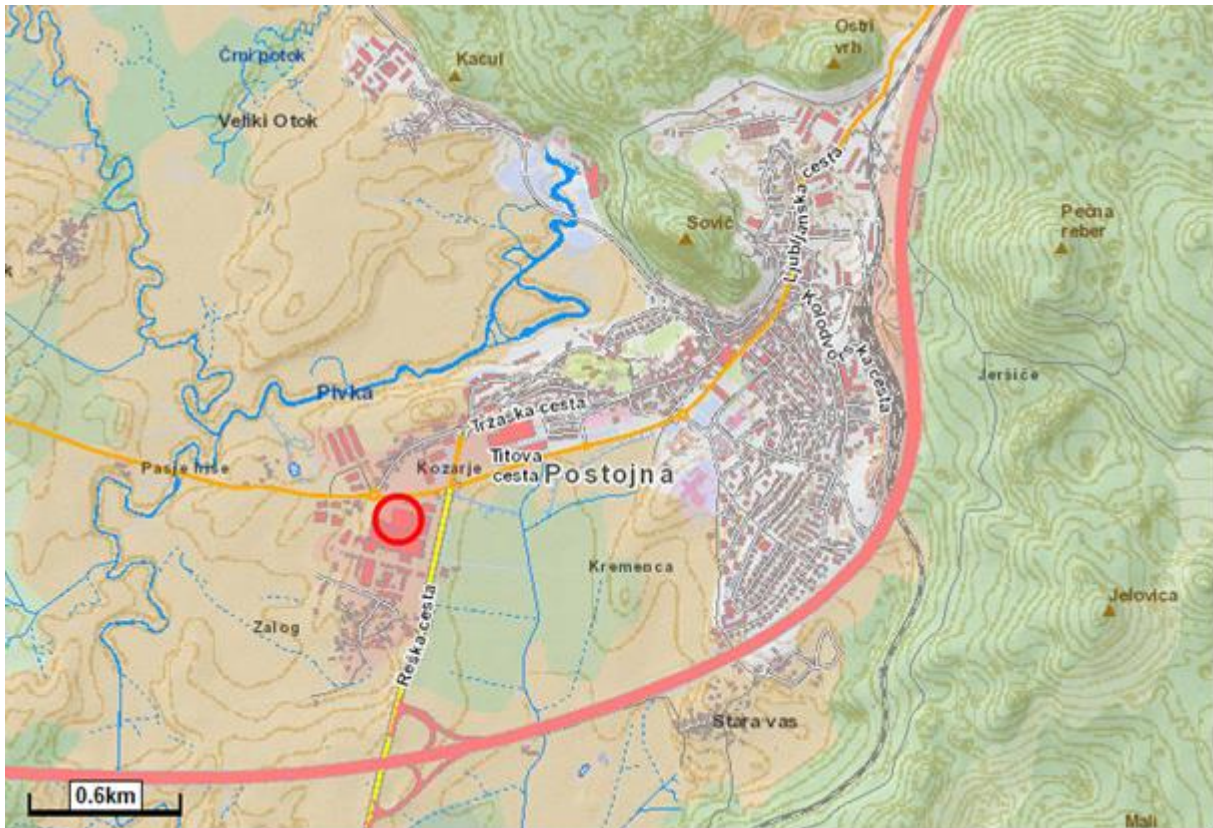 Ostri
vrh
Črni potok
Kacul
Veliki Otok
Ljubljanska cesta
Pečna
reber
Sovič
k
Kolodvorska cesta
Jeršiče
Pivka
Tržaška cesta
Titova
cesta
Pasje hiše
Kozarje
Postojna
Kremenca
Jelovica
Zalog
Reška cesta
Stara vas
0.6km
Mali